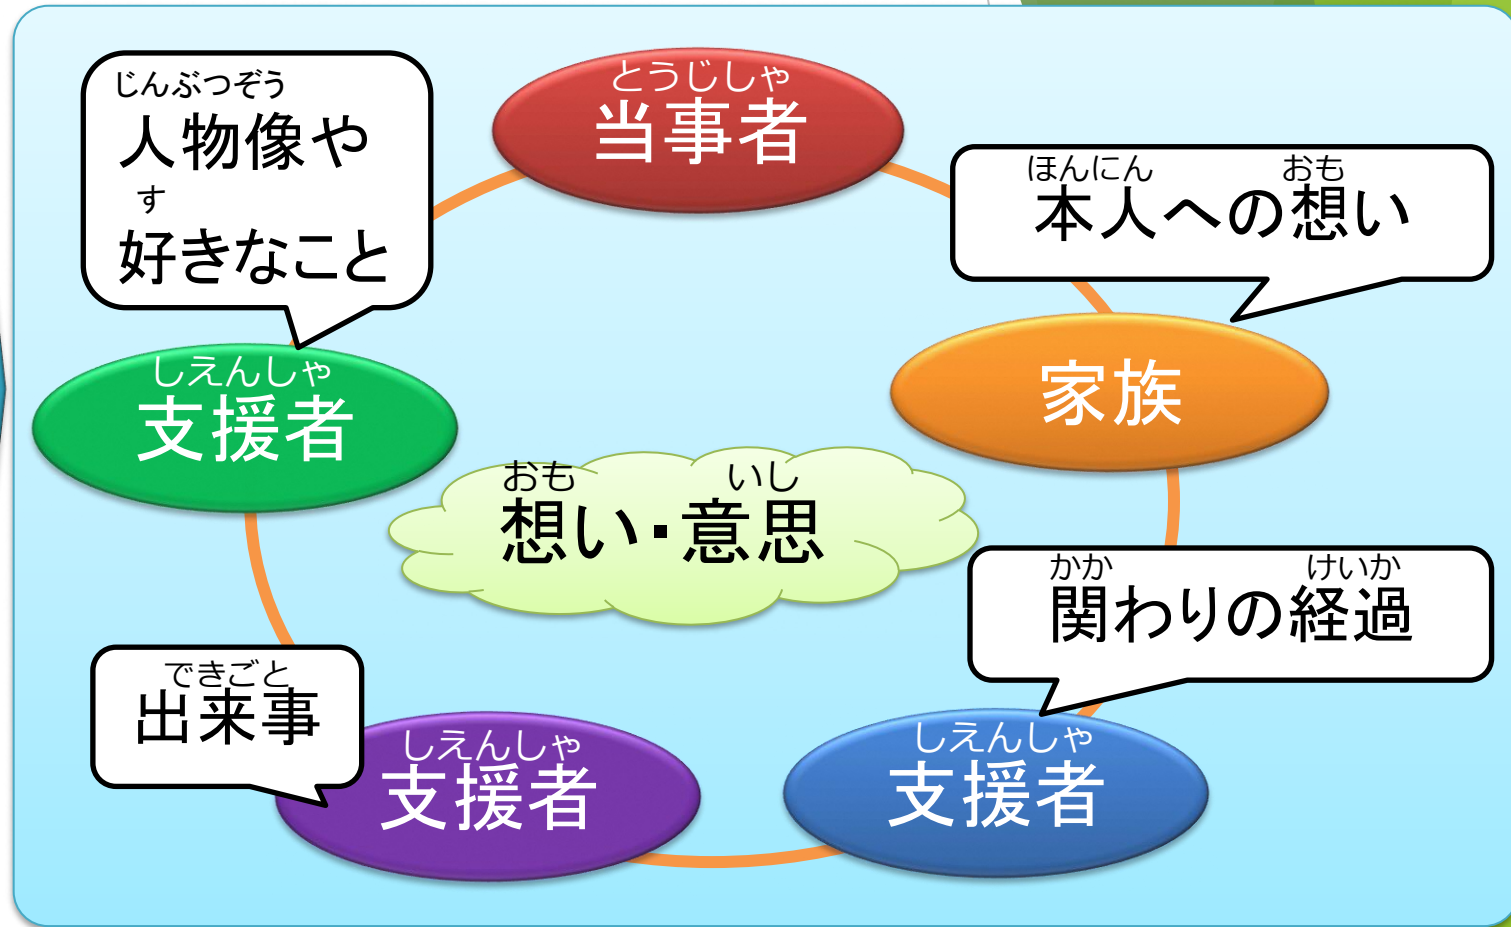 とうじしゃ
当事者
じんぶつぞう
人物像や
す
好きなこと
ほんにん おも
本人への想い
しえんしゃ
支援者
家族
おも いし
想い・意思
かか けいか
関わりの経過
できごと
出来事
しえんしゃ
支援者
しえんしゃ
支援者